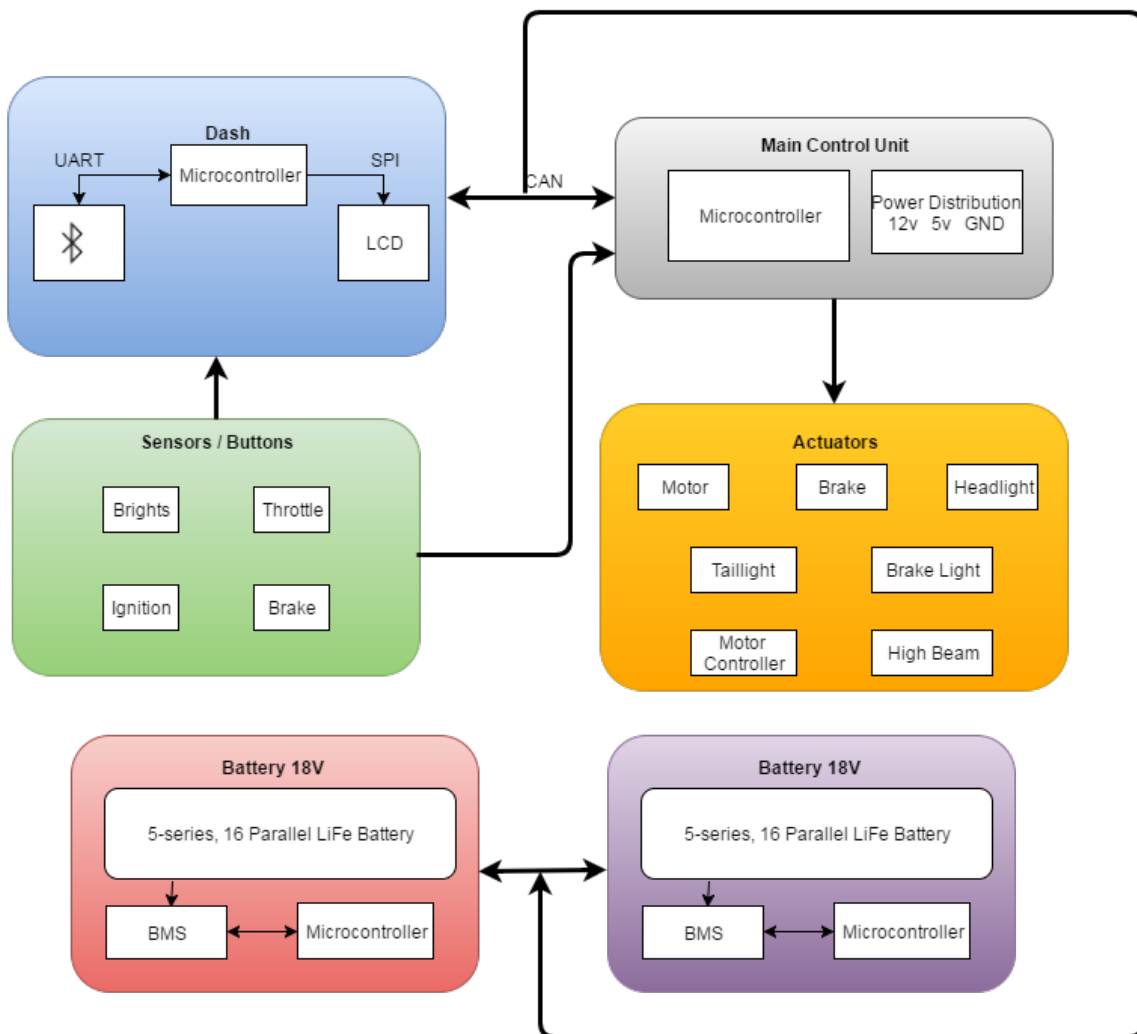 Dash
UART
SPI
Microcontroller
LCD
CAN
Main Control Unit
Microcontroller
Power Distribution
12v 5v GND
Sensors / Buttons
Brights
Throttle
Ignition
Brake
Actuators
Motor
Brake
Headlight
Taillight
Brake Light
Motor
Controller
High Beam
Battery 18V
5-series, 16 Parallel LiFe Battery
BMS
Microcontroller
Battery 18V
5-series, 16 Parallel LiFe Battery
BMS
Microcontroller